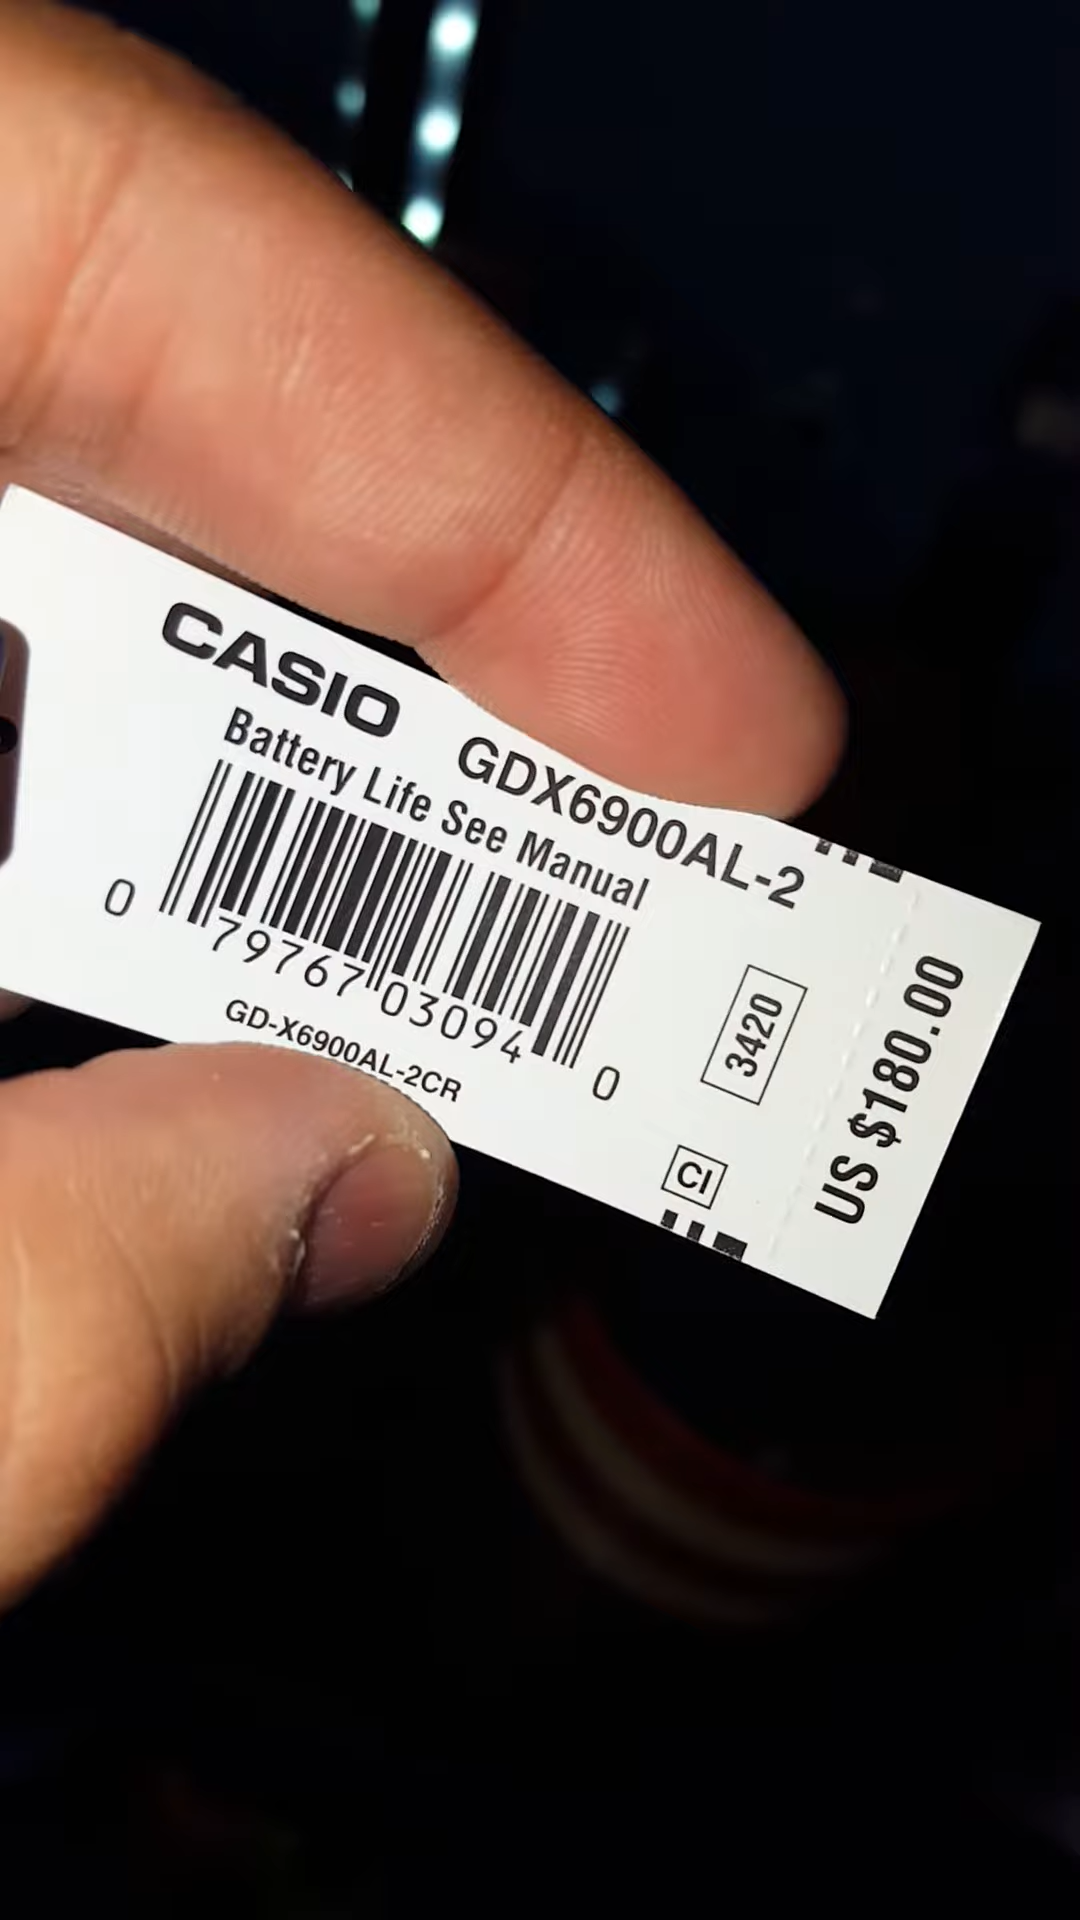 CASIO
GDX6900AL-2
Battery Life See Manual
0 79767 03094 0
GD-X6900AL-2CR
3420
CI
US $180.00